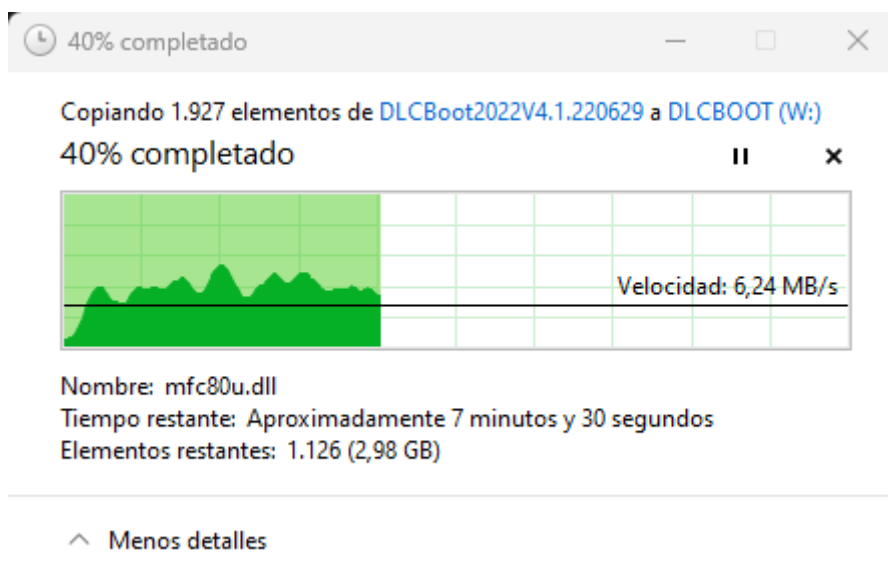 40% completado
Copiando 1.927 elementos de DLCBoot2022V4.1.220629 a DLCBOOT (W:)
40% completado
Velocidad: 6,24 MB/s
Nombre: mfc80u.dll
Tiempo restante: Aproximadamente 7 minutos y 30 segundos
Elementos restantes: 1.126 (2,98 GB)
Menos detalles